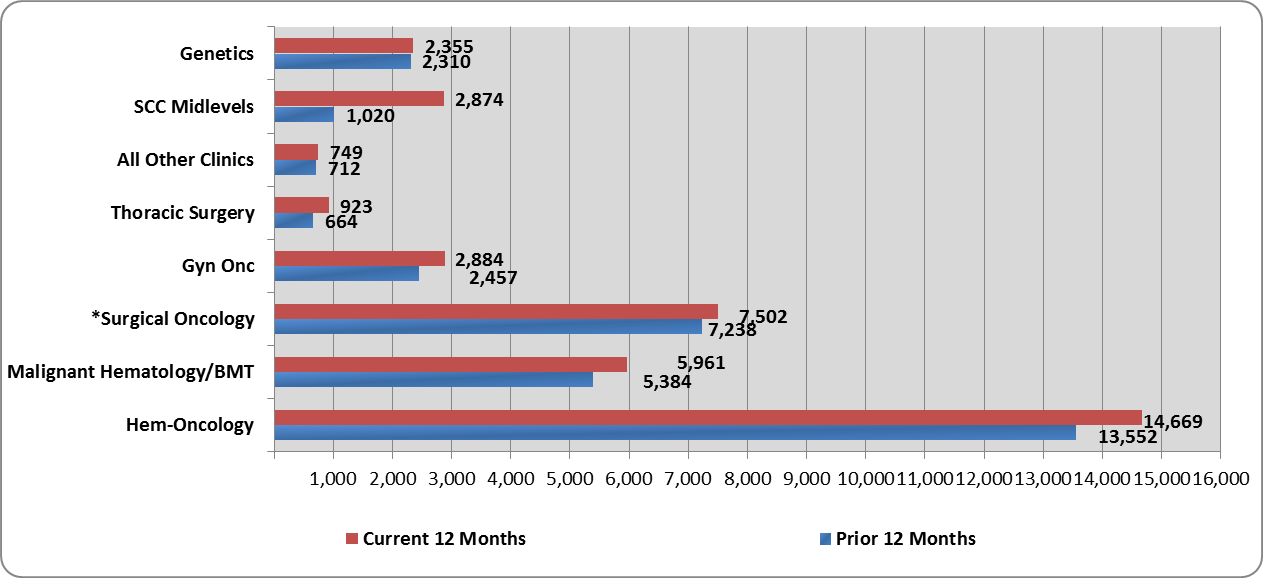 Genetics
2,355
2,310
SCC Midlevels
2,874
1,020
All Other Clinics
749
712
Thoracic Surgery
923
664
Gyn Onc
2,884
2,457
*Surgical Oncology
7,502
7,238
Malignant Hematology/BMT
5,961
5,384
Hem-Oncology
14,669
13,552
1,000 2,000 3,000 4,000 5,000 6,000 7,000 8,000 9,000 10,000 11,000 12,000 13,000 14,000 15,000 16,000
Current 12 Months Prior 12 Months